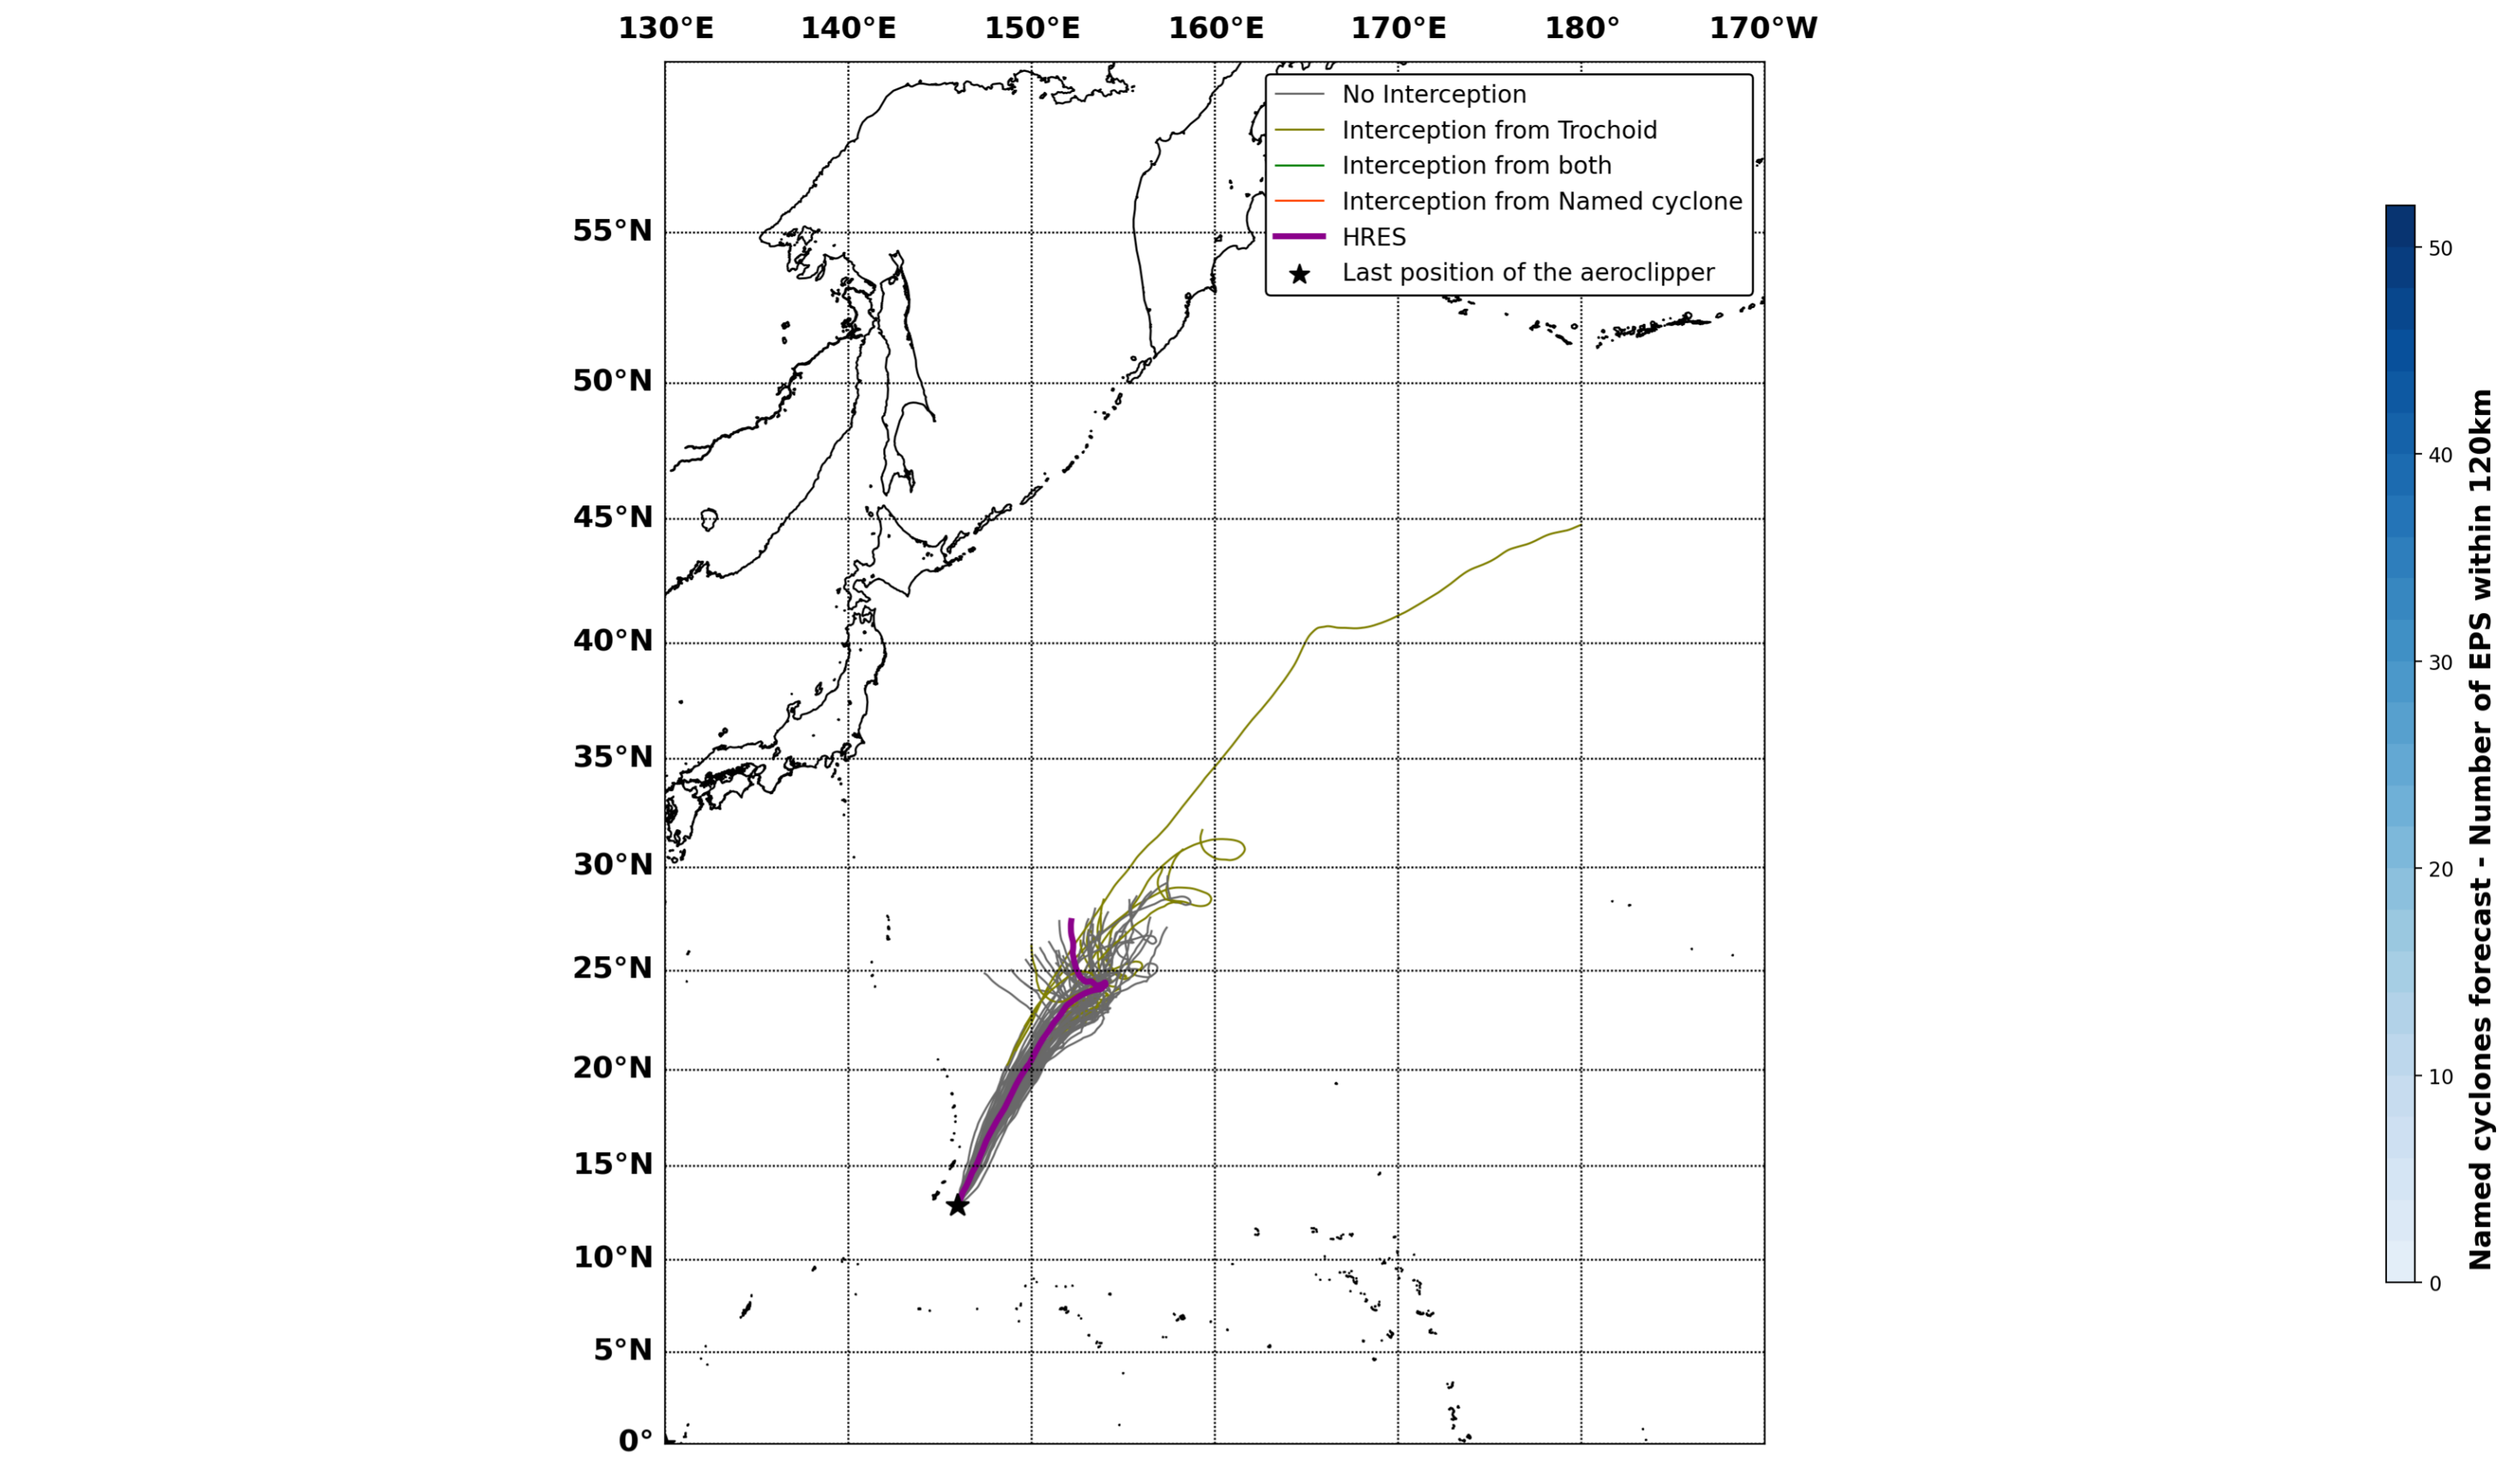 130°E 140°E 150°E 160°E 170°E 180° 170°W
No Interception
Interception from Trochoid
Interception from both
Interception from Named cyclone
HRES
Last position of the aeroclipper
55°N
50°N
45°N
40°N
35°N
30°N
25°N
20°N
15°N
10°N
5°N
0°
50
40
30
20
10
0
Named cyclones forecast - Number of EPS within 120km